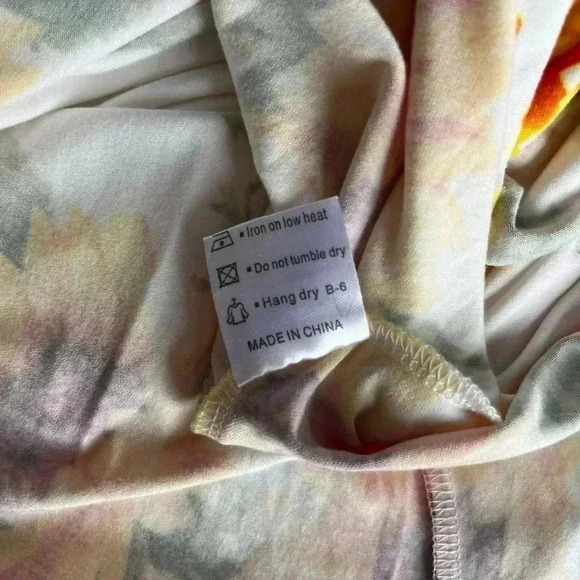 ▪ Iron on low heat
▪ Do not tumble dry
▪ Hang dry B-6
MADE IN CHINA